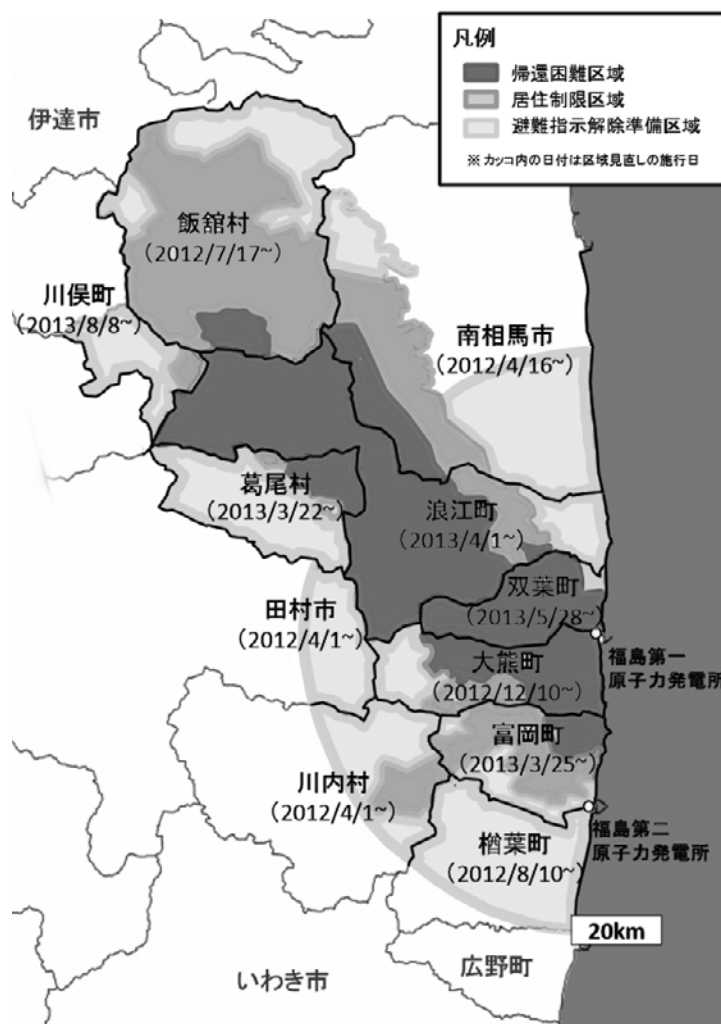 凡例
帰還困難区域
居住制限区域
避難指示解除準備区域
※ カッコ内の日付は区域見直しの施行日
伊達市
飯舘村
(2012/7/17~)
川俣町
(2013/8/8~)
南相馬市
(2012/4/16~)
葛尾村
(2013/3/22~)
浪江町
(2013/4/1~)
双葉町
(2013/5/28~)
田村市
(2012/4/1~)
大熊町
(2012/12/10~)
福島第一
原子力発電所
富岡町
(2013/3/25~)
川内村
(2012/4/1~)
福島第二
原子力発電所
楢葉町
(2012/8/10~)
20km
広野町
いわき市